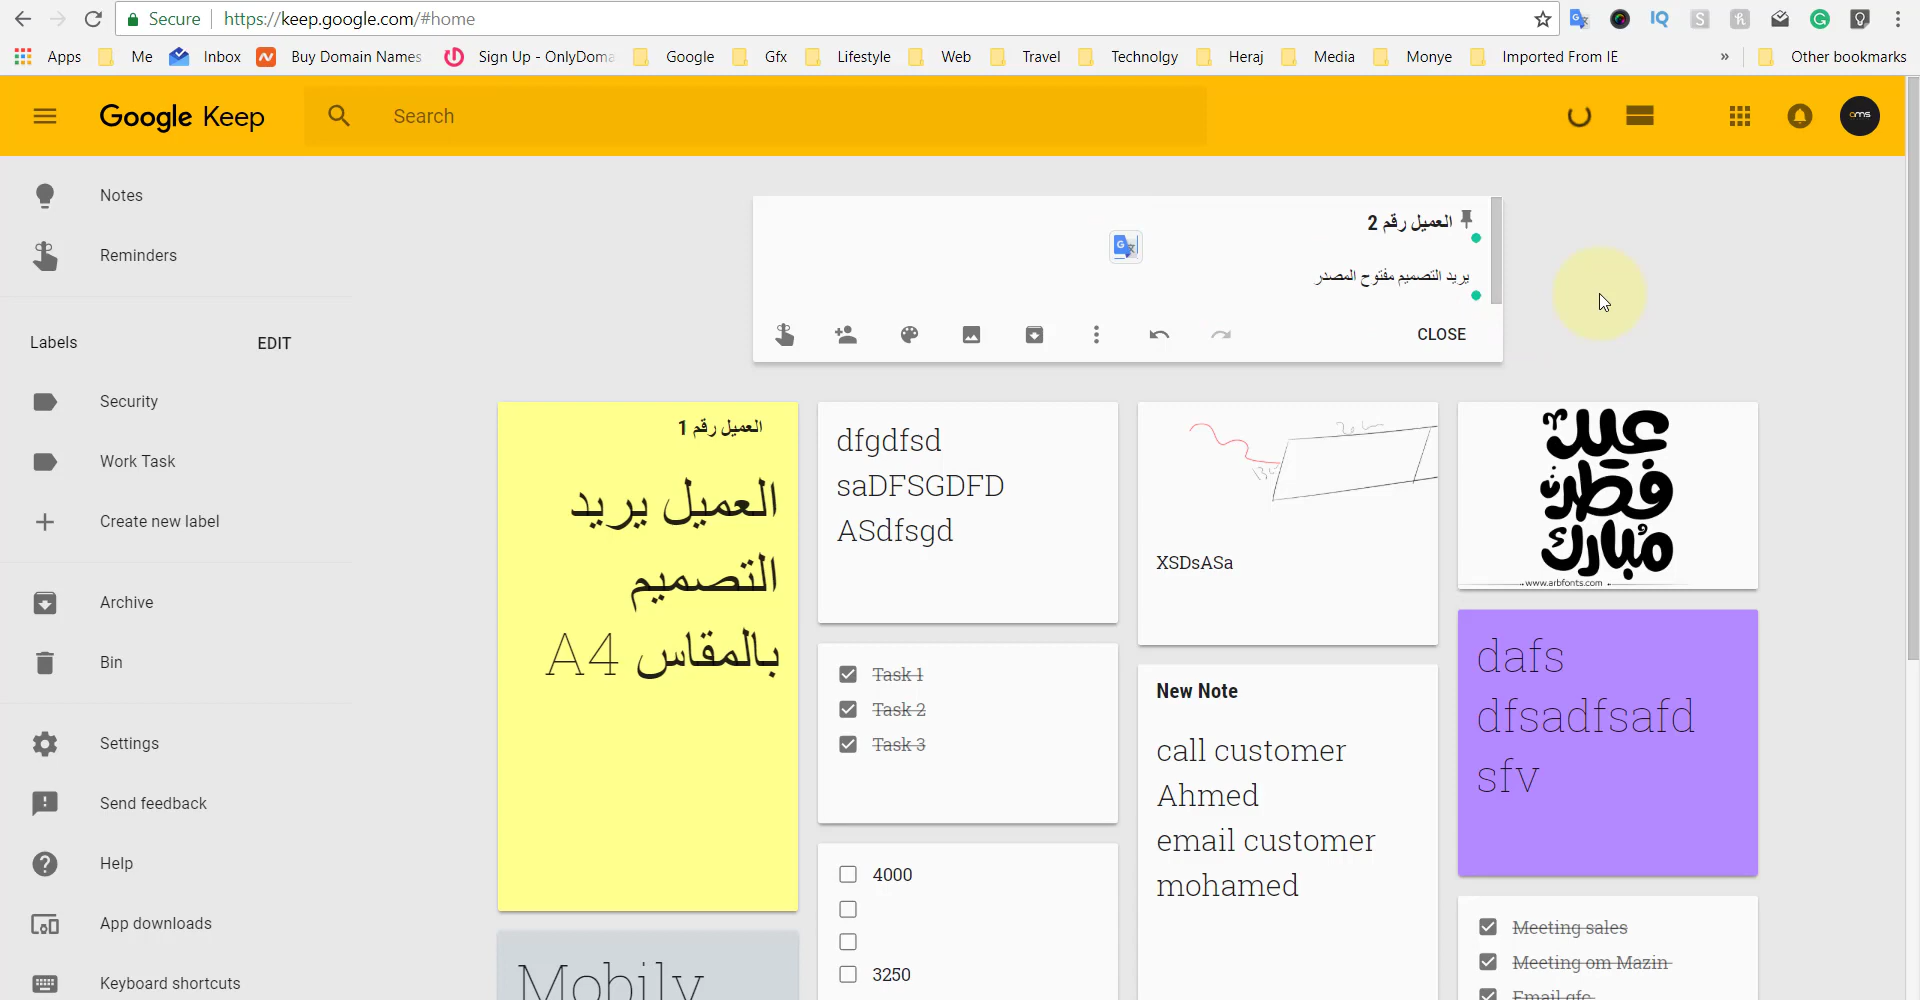 Secure
https://keep.google.com/#home
Apps
Me
Inbox
Buy Domain Names
Sign Up - OnlyDoma
Google
Gfx
Lifestyle
Web
Travel
Technolgy
Heraj
Media
Monye
Imported From IE
»
Other bookmarks
Google Keep
Search
oms
Notes
Reminders
Labels
EDIT
Security
Work Task
Create new label
Archive
Bin
Settings
Send feedback
Help
App downloads
Keyboard shortcuts
العميل رقم 2
يريد التصميم مفتوح المصدر
CLOSE
العميل رقم 1
العميل يريد
التصميم
بالمقاس A4
Mobily
dfgdfsd
saDFSGDFD
ASdfsgd
Task 1
Task 2
Task 3
4000
3250
XSDsASa
New Note
call customer
Ahmed
email customer
mohamed
عيد
فطر
مبارك
www.arbfonts.com
dafs
dfsadfsafd
sfv
Meeting sales
Meeting om Mazin
Email gfc